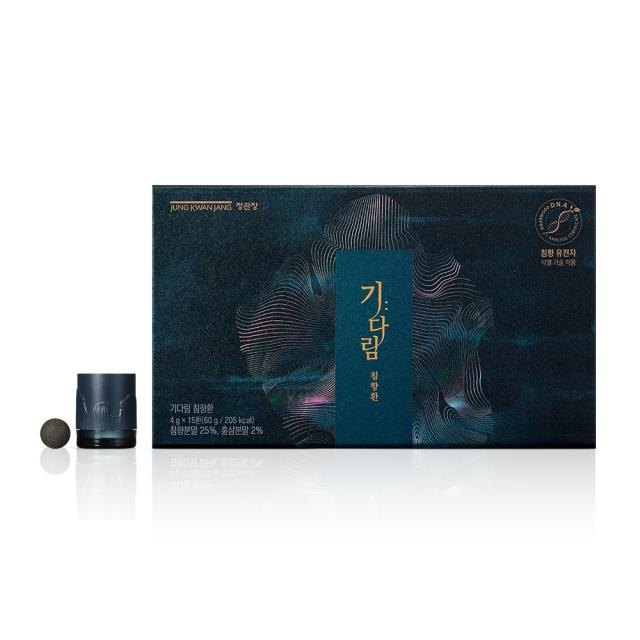 JUNG KWAN JANG 정관장
D.N.A
침향 유전자
식별 기술 적용
기:다림
침향환
기다림 침향환
4 g × 15환(60 g / 205 kcal)
침향분말 25%, 홍삼분말 2%